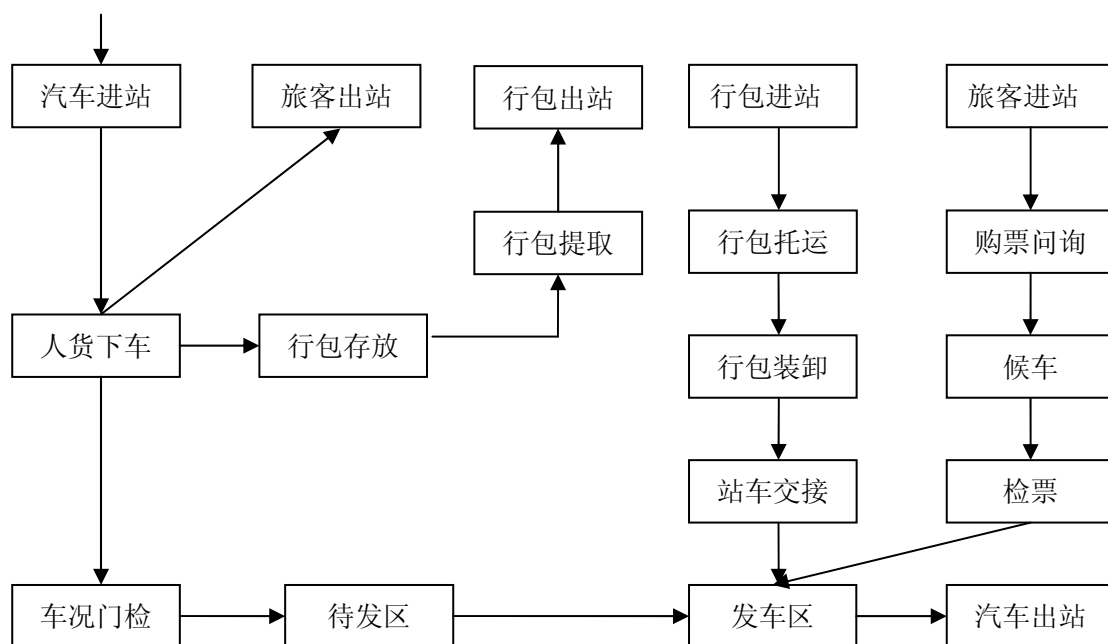 汽车进站
旅客出站
行包出站
行包进站
旅客进站
行包提取
行包托运
购票问询
人货下车
行包存放
行包装卸
候车
站车交接
检票
车况门检
待发区
发车区
汽车出站